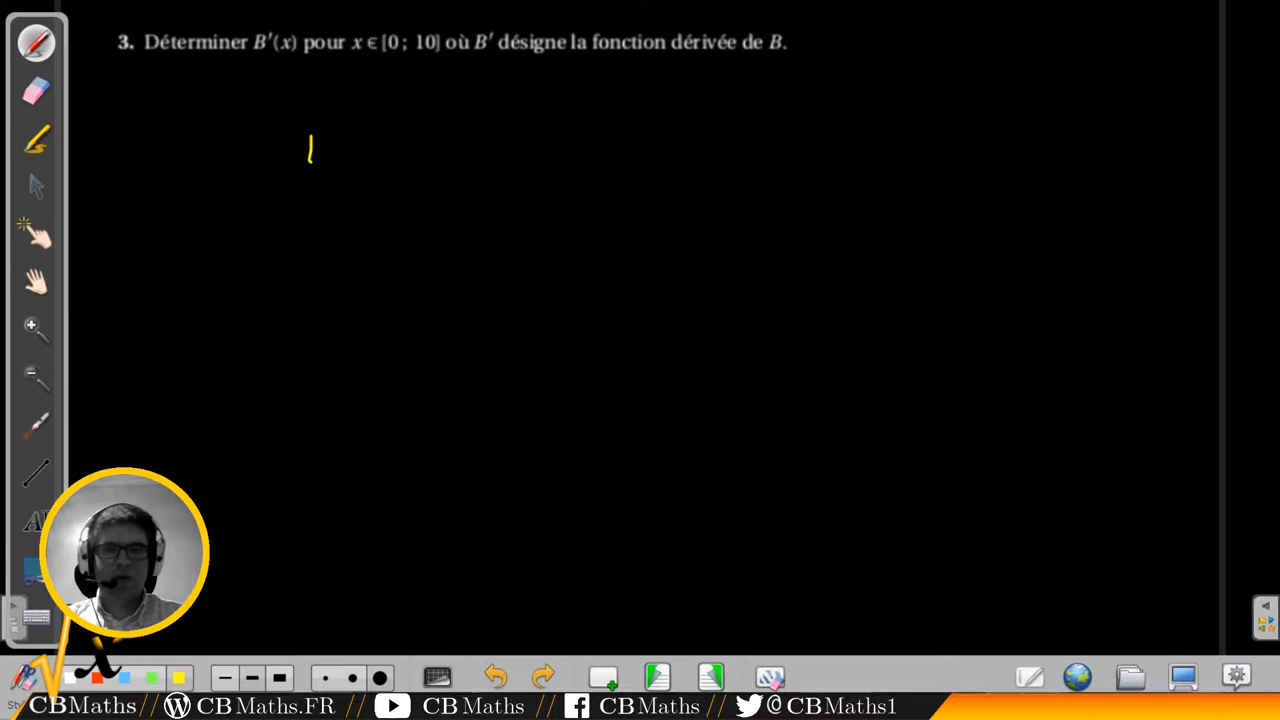 3. Déterminer B′(x) pour x ∈ [0 ; 10] où B′ désigne la fonction dérivée de B.
CBMaths// CBMaths.FR // CBMaths // CBMaths // @CBMaths1